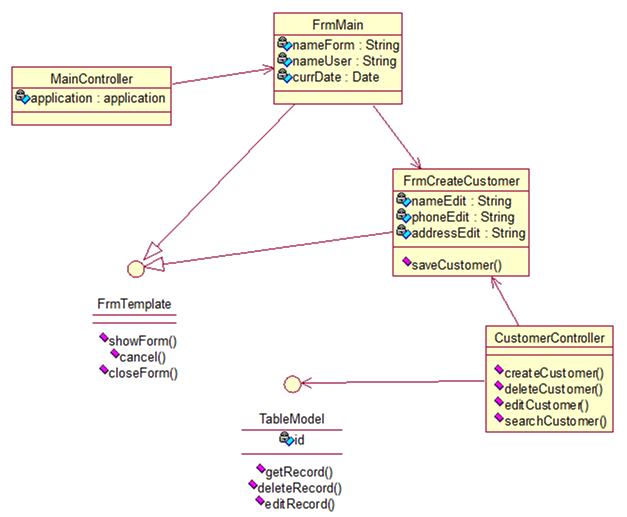 FrmMain
nameForm : String
nameUser : String
currDate : Date
MainController
application : application
FrmCreateCustomer
nameEdit : String
phoneEdit : String
addressEdit : String
saveCustomer()
FrmTemplate
showForm()
cancel()
closeForm()
CustomerController
createCustomer()
deleteCustomer()
editCustomer()
searchCustomer()
TableModel
id
getRecord()
deleteRecord()
editRecord()